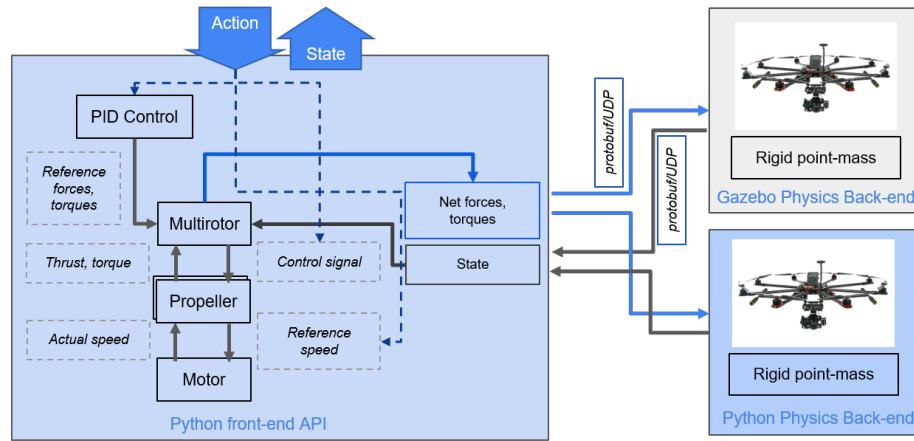 Action
State
PID Control
Reference
forces,
torques
Multirotor
Thrust, torque
Propeller
Actual speed
Motor
Control signal
Reference
speed
Net forces,
torques
State
Python front-end API
protobuf/UDP
protobuf/UDP
Rigid point-mass
Gazebo Physics Back-end
Rigid point-mass
Python Physics Back-end